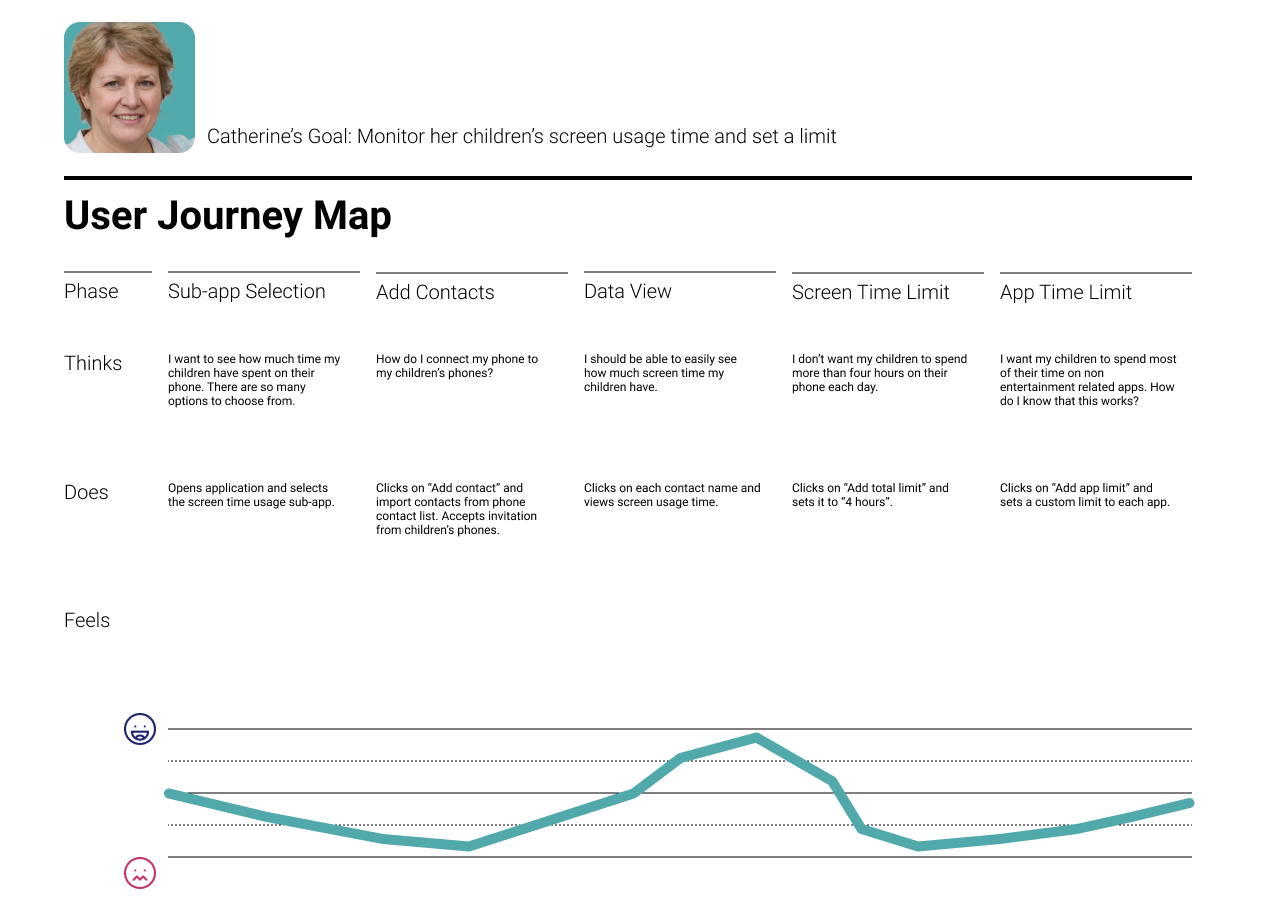 Catherine’s Goal: Monitor her children’s screen usage time and set a limit
User Journey Map
Phase
Sub-app Selection
Add Contacts
Data View
Screen Time Limit
App Time Limit
Thinks
I want to see how much time my
children have spent on their
phone. There are so many
options to choose from.
How do I connect my phone to
my children’s phones?
I should be able to easily see
how much screen time my
children have.
I don’t want my children to spend
more than four hours on their
phone each day.
I want my children to spend most
of their time on non
entertainment related apps. How
do I know that this works?
Does
Opens application and selects
the screen time usage sub-app.
Clicks on “Add contact” and
import contacts from phone
contact list. Accepts invitation
from children’s phones.
Clicks on each contact name and
views screen usage time.
Clicks on “Add total limit” and
sets it to “4 hours”.
Clicks on “Add app limit” and
sets a custom limit to each app.
Feels